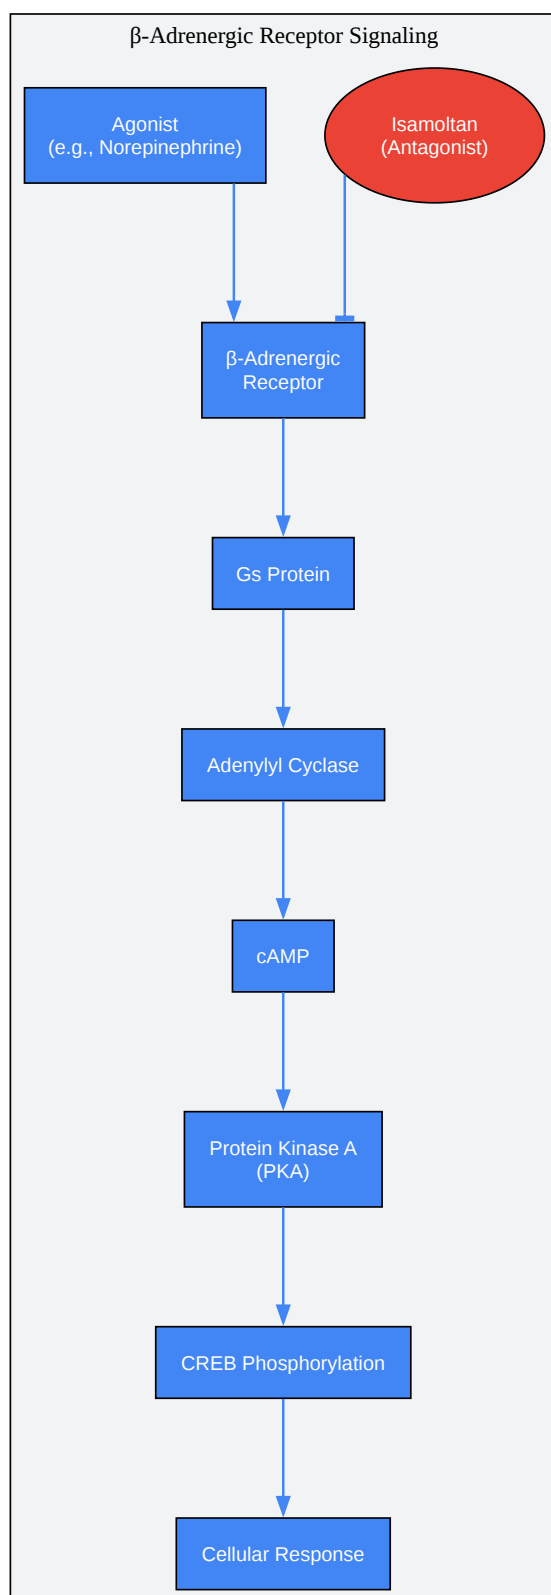 β-Adrenergic Receptor Signaling
Agonist
(e.g., Norepinephrine)
Isamoltan
(Antagonist)
β-Adrenergic
Receptor
Gs Protein
Adenylyl Cyclase
cAMP
Protein Kinase A
(PKA)
CREB Phosphorylation
Cellular Response